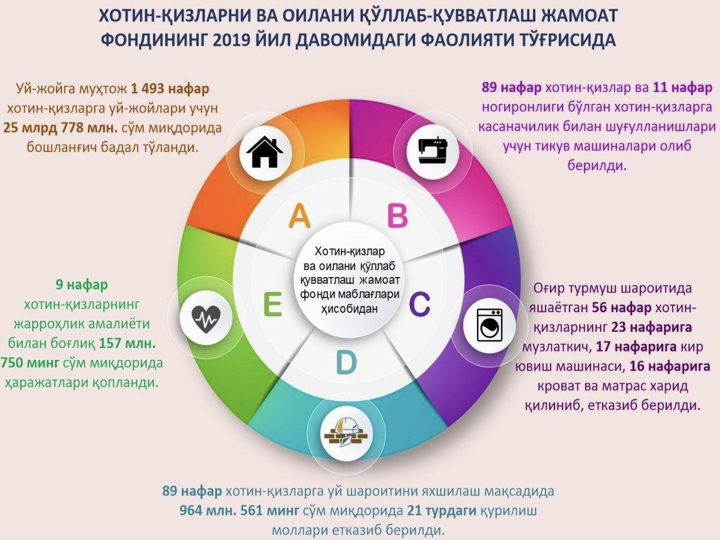 ХОТИН-ҚИЗЛАРНИ ВА ОИЛАНИ ҚЎЛЛАБ-ҚУВВАТЛАШ ЖАМОАТ
ФОНДИНИНГ 2019 ЙИЛ ДАВОМИДАГИ ФАОЛИЯТИ ТЎҒРИСИДА
Уй-жойга муҳтож 1 493 нафар
хотин-қизларга уй-жойлари учун
25 млрд 778 млн. сўм миқдорида
бошланғич бадал тўланди.
89 нафар хотин-қизлар ва 11 нафар
ногиронлиги бўлган хотин-қизларга
касаначилик билан шуғулланишлари
учун тикув машиналари олиб
берилди.
A
B
C
D
E
Хотин-қизлар
ва оилани қўллаб
қувватлаш жамоат
фонди маблағлари
ҳисобидан
9 нафар
хотин-қизларнинг
жарроҳлик амалиёти
билан боғлиқ 157 млн.
750 минг сўм миқдорида
ҳаражатлари қопланди.
Оғир турмуш шароитида
яшаётган 56 нафар хотин-
қизларнинг 23 нафарига
музлаткич, 17 нафарига кир
ювиш машинаси, 16 нафарига
кроват ва матрас харид
қилиниб, етказиб берилди.
89 нафар хотин-қизларга уй шароитини яхшилаш мақсадида
964 млн. 561 минг сўм миқдорида 21 турдаги қурилиш
моллари етказиб берилди.